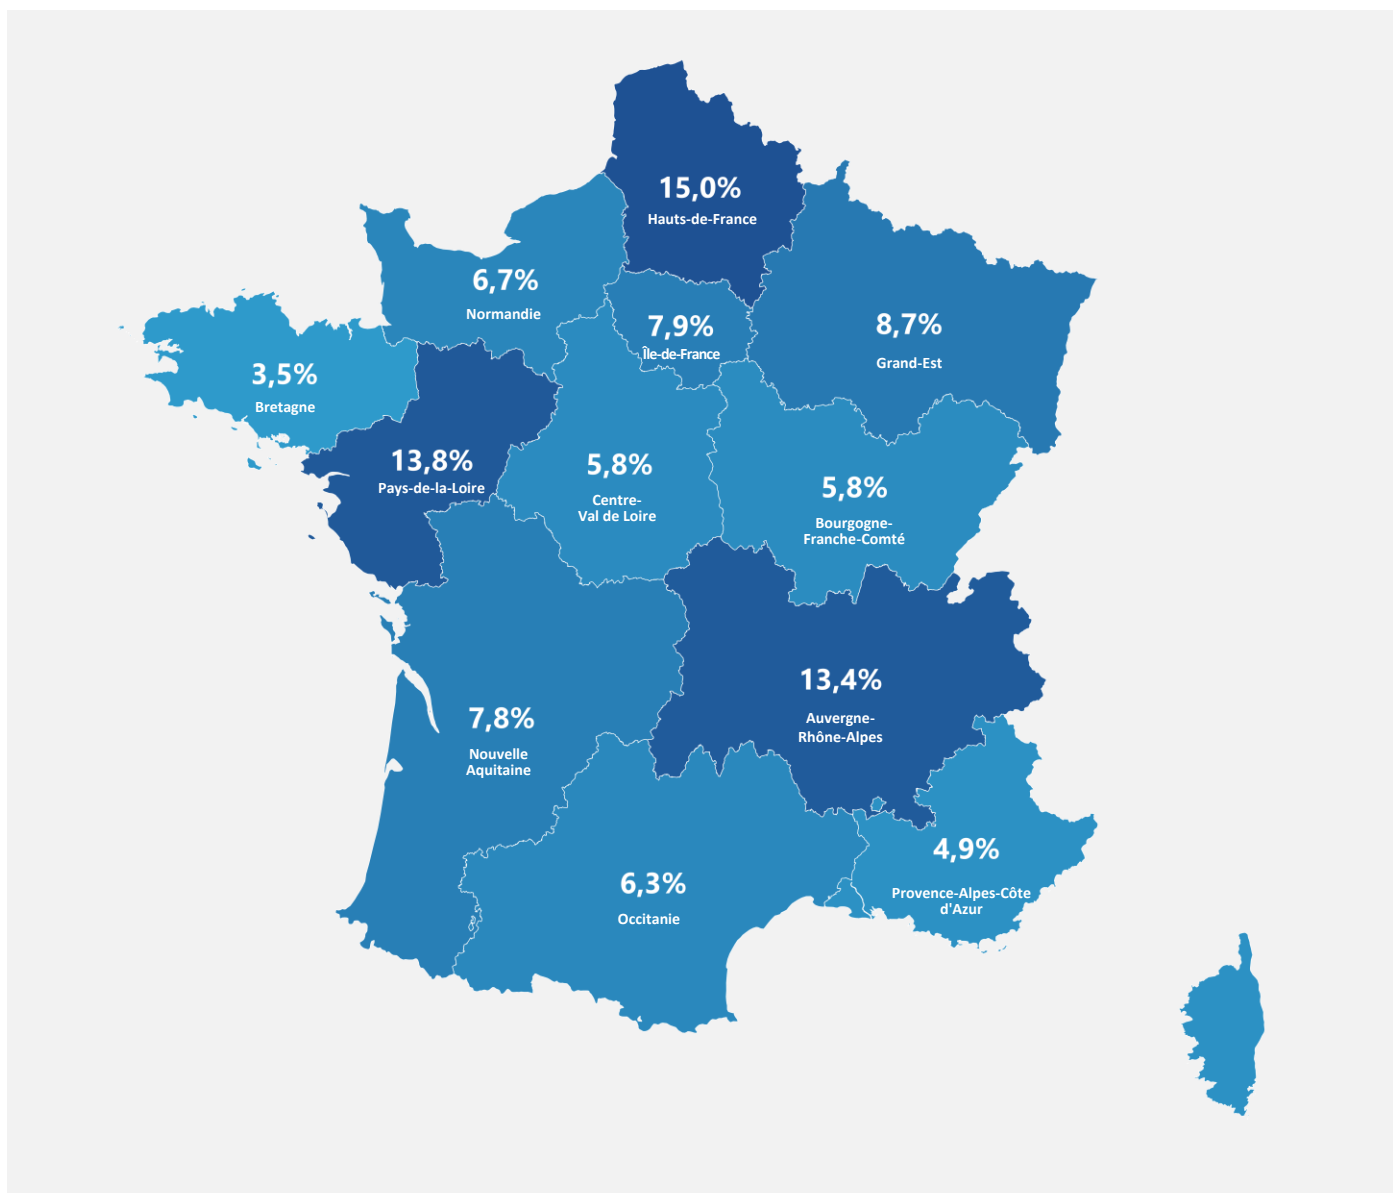 15,0%
Hauts-de-France
6,7%
Normandie
7,9%
Île-de-France
8,7%
Grand-Est
3,5%
Bretagne
13,8%
Pays-de-la-Loire
5,8%
Centre-
Val de Loire
5,8%
Bourgogne-
Franche-Comté
13,4%
Auvergne-
Rhône-Alpes
7,8%
Nouvelle
Aquitaine
4,9%
Provence-Alpes-Côte
d'Azur
6,3%
Occitanie